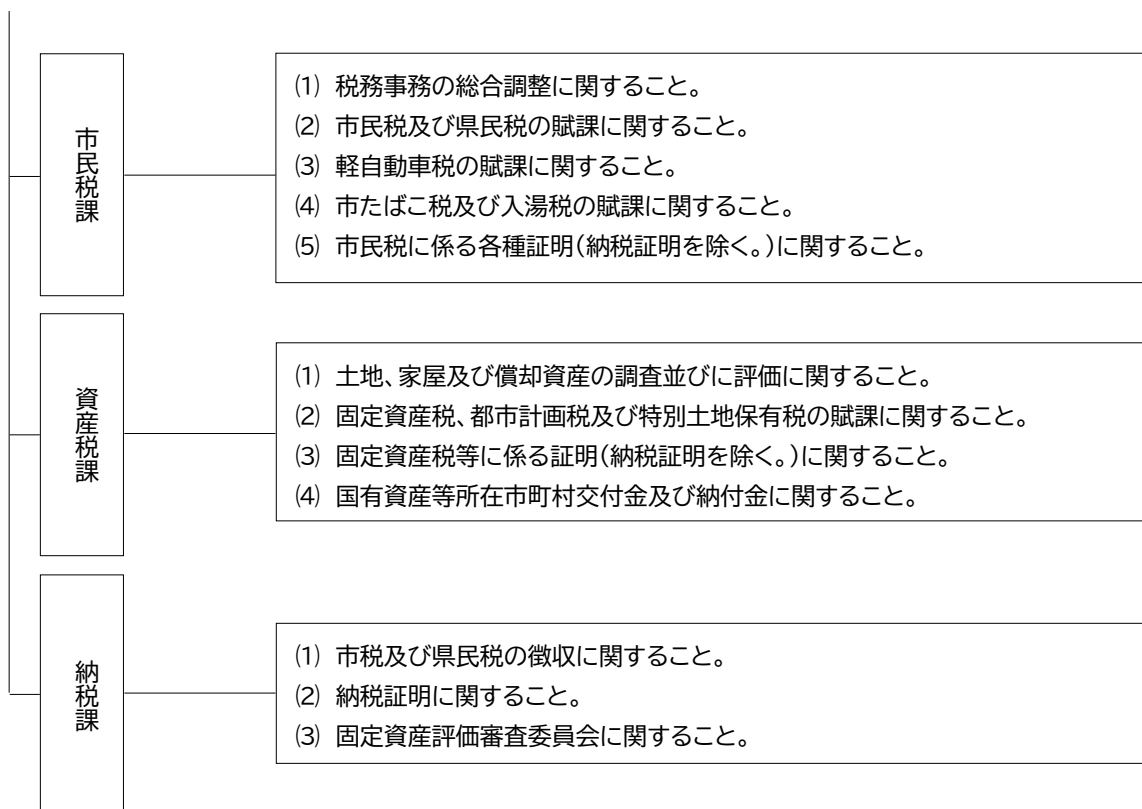 市民税課
⑴ 税務事務の総合調整に関すること。
⑵ 市民税及び県民税の賦課に関すること。
⑶ 軽自動車税の賦課に関すること。
⑷ 市たばこ税及び入湯税の賦課に関すること。
⑸ 市民税に係る各種証明(納税証明を除く。)に関すること。
資産税課
⑴ 土地、家屋及び償却資産の調査並びに評価に関すること。
⑵ 固定資産税、都市計画税及び特別土地保有税の賦課に関すること。
⑶ 固定資産税等に係る証明(納税証明を除く。)に関すること。
⑷ 国有資産等所在市町村交付金及び納付金に関すること。
納税課
⑴ 市税及び県民税の徴収に関すること。
⑵ 納税証明に関すること。
⑶ 固定資産評価審査委員会に関すること。